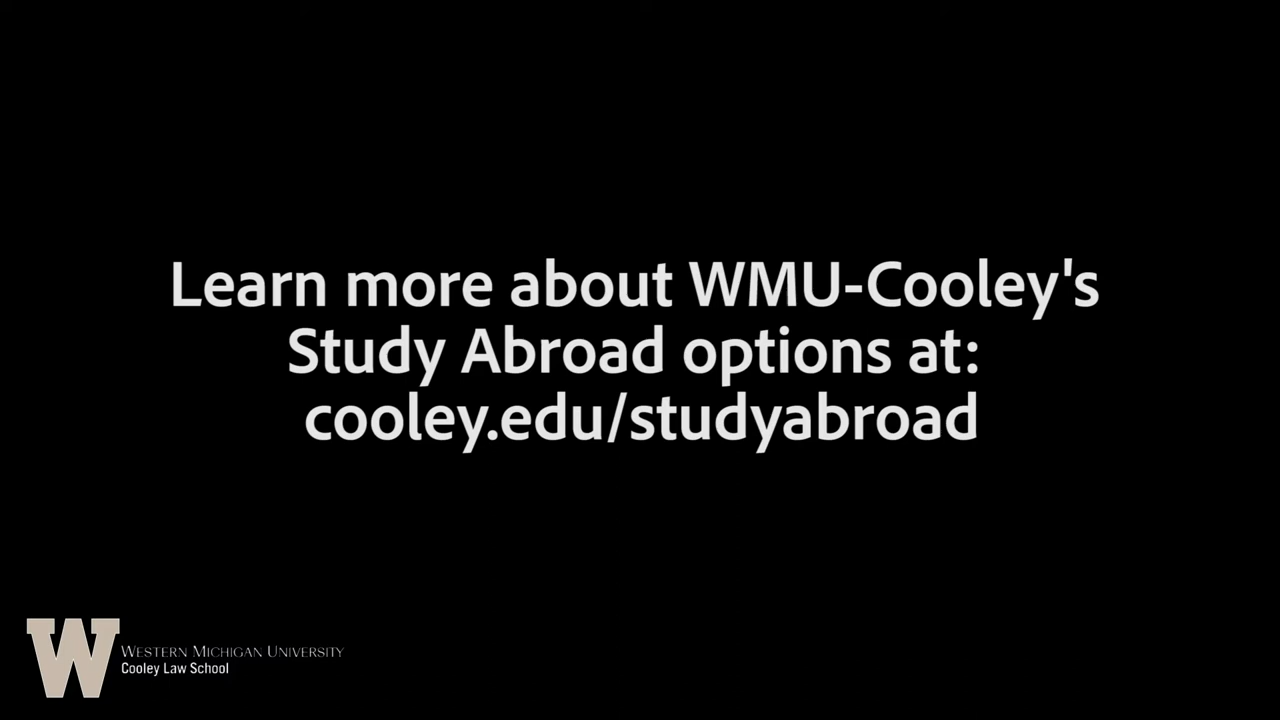 Learn more about WMU-Cooley's
Study Abroad options at:
cooley.edu/studyabroad
W
Western Michigan University
Cooley Law School